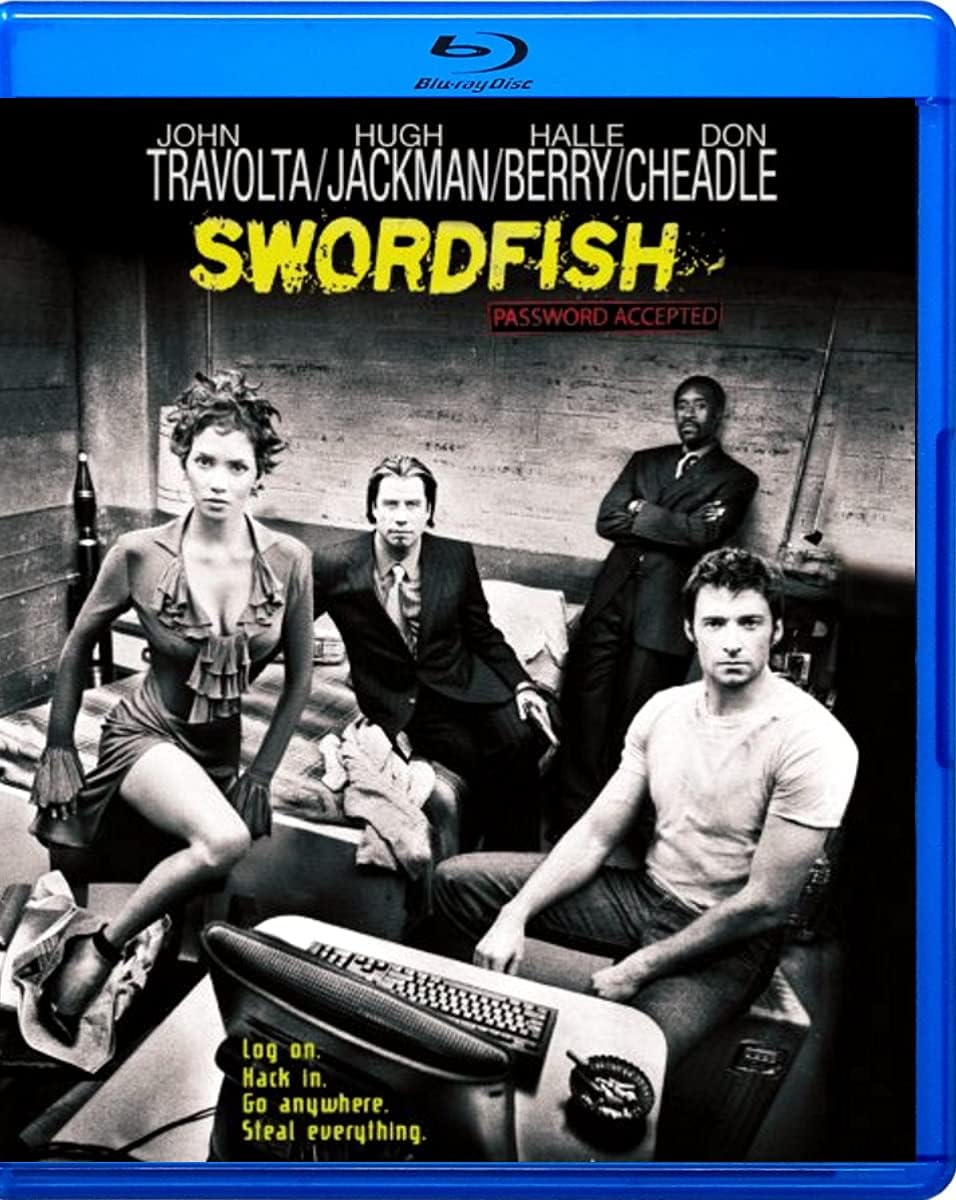 Blu-ray Disc
JOHN HUGH HALLE DON
TRAVOLTA/JACKMAN/BERRY/CHEADLE
SWORDFISH
PASSWORD ACCEPTED
Log on.
Hack in.
Go anywhere.
Steal everything.